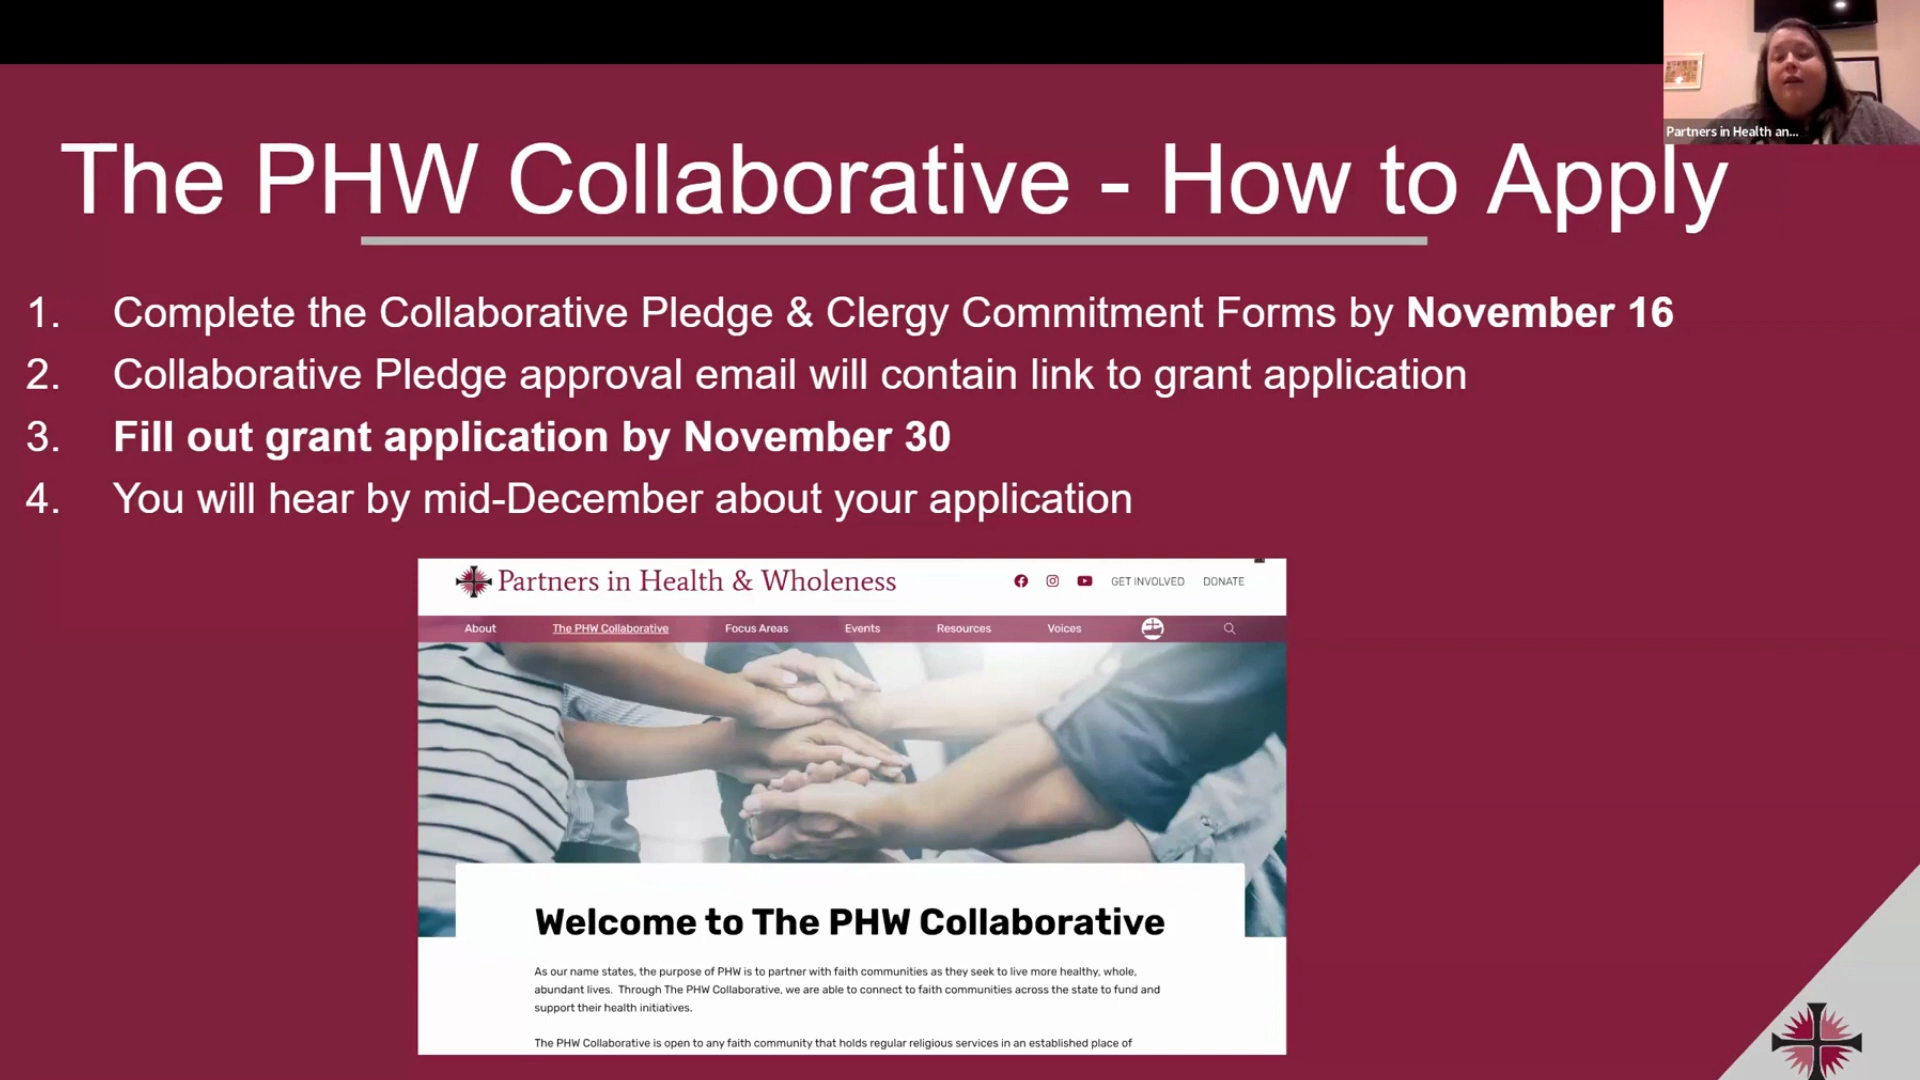 Partners in Health an...
The PHW Collaborative - How to Apply
1. Complete the Collaborative Pledge & Clergy Commitment Forms by November 16
2. Collaborative Pledge approval email will contain link to grant application
3. Fill out grant application by November 30
4. You will hear by mid-December about your application
Partners in Health & Wholeness
GET INVOLVED DONATE
About The PHW Collaborative Focus Areas Events Resources Voices
Welcome to The PHW Collaborative
As our name states, the purpose of PHW is to partner with faith communities as they seek to live more healthy, whole,
abundant lives. Through The PHW Collaborative, we are able to connect to faith communities across the state to fund and
support their health initiatives.
The PHW Collaborative is open to any faith community that holds regular religious services in an established place of